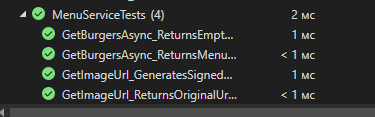 MenuServiceTests (4) 2 мс
GetBurgersAsync_ReturnsEmpt... 1 мс
GetBurgersAsync_ReturnsMenu... < 1 мс
GetImageUrl_GeneratesSigned... 1 мс
GetImageUrl_ReturnsOriginalUr... < 1 мс